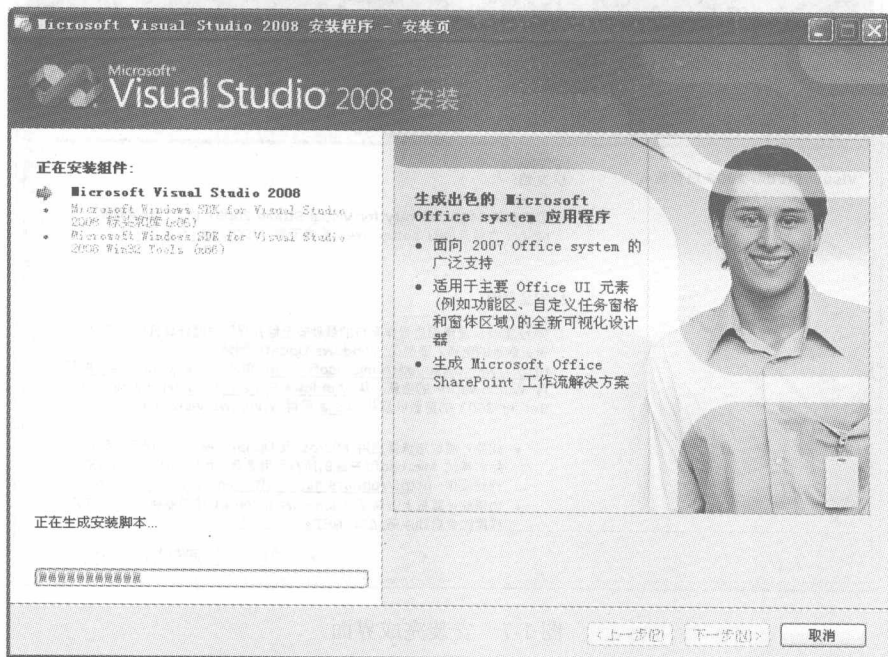 Microsoft Visual Studio 2008 安装程序 - 安装页
Microsoft®
Visual Studio 2008 安装
正在安装组件:
Microsoft Visual Studio 2008
Microsoft Windows SDK for Visual Studio
2008 标头和库 (x86)
Microsoft Windows SDK for Visual Studio
2008 Win32 Tools (x86)
正在生成安装脚本...
生成出色的 Microsoft
Office system 应用程序
• 面向 2007 Office system 的
广泛支持
• 适用于主要 Office UI 元素
(例如功能区、自定义任务窗格
和窗体区域)的全新可视化设计
器
• 生成 Microsoft Office
SharePoint 工作流解决方案
<上一步(P)
下一步(N)>
取消